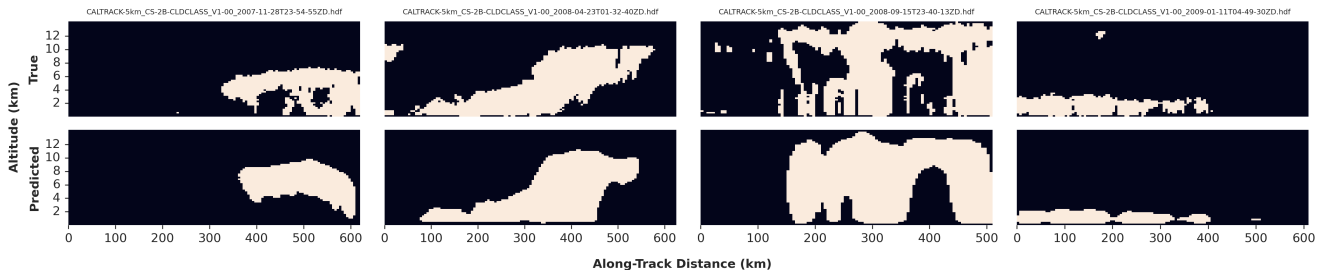 CALTRACK-5km_CS-2B-CLDCLASS_V1-00_2007-11-28T23-54-55ZD.hdf
CALTRACK-5km_CS-2B-CLDCLASS_V1-00_2008-04-23T01-32-40ZD.hdf
CALTRACK-5km_CS-2B-CLDCLASS_V1-00_2008-09-15T23-40-13ZD.hdf
CALTRACK-5km_CS-2B-CLDCLASS_V1-00_2009-01-11T04-49-30ZD.hdf
Altitude (km)
True
12
10
8
6
4
2
Predicted
12
10
8
6
4
2
0 100 200 300 400 500 600
0 100 200 300 400 500 600
0 100 200 300 400 500
0 100 200 300 400 500 600
Along-Track Distance (km)